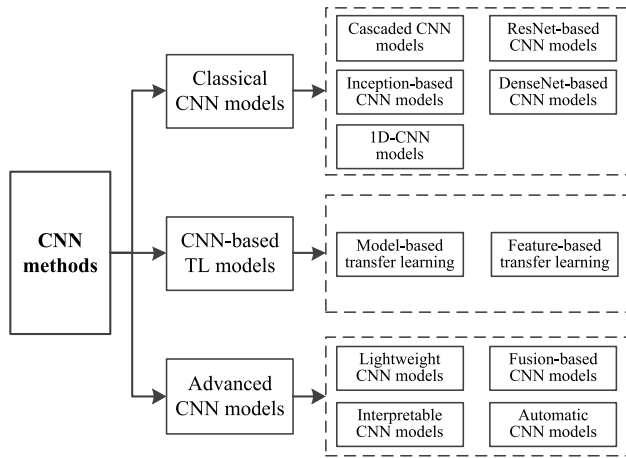 CNN
methods
Classical
CNN models
Cascaded CNN
models
ResNet-based
CNN models
Inception-based
CNN models
DenseNet-based
CNN models
1D-CNN
models
CNN-based
TL models
Model-based
transfer learning
Feature-based
transfer learning
Advanced
CNN models
Lightweight
CNN models
Fusion-based
CNN models
Interpretable
CNN models
Automatic
CNN models